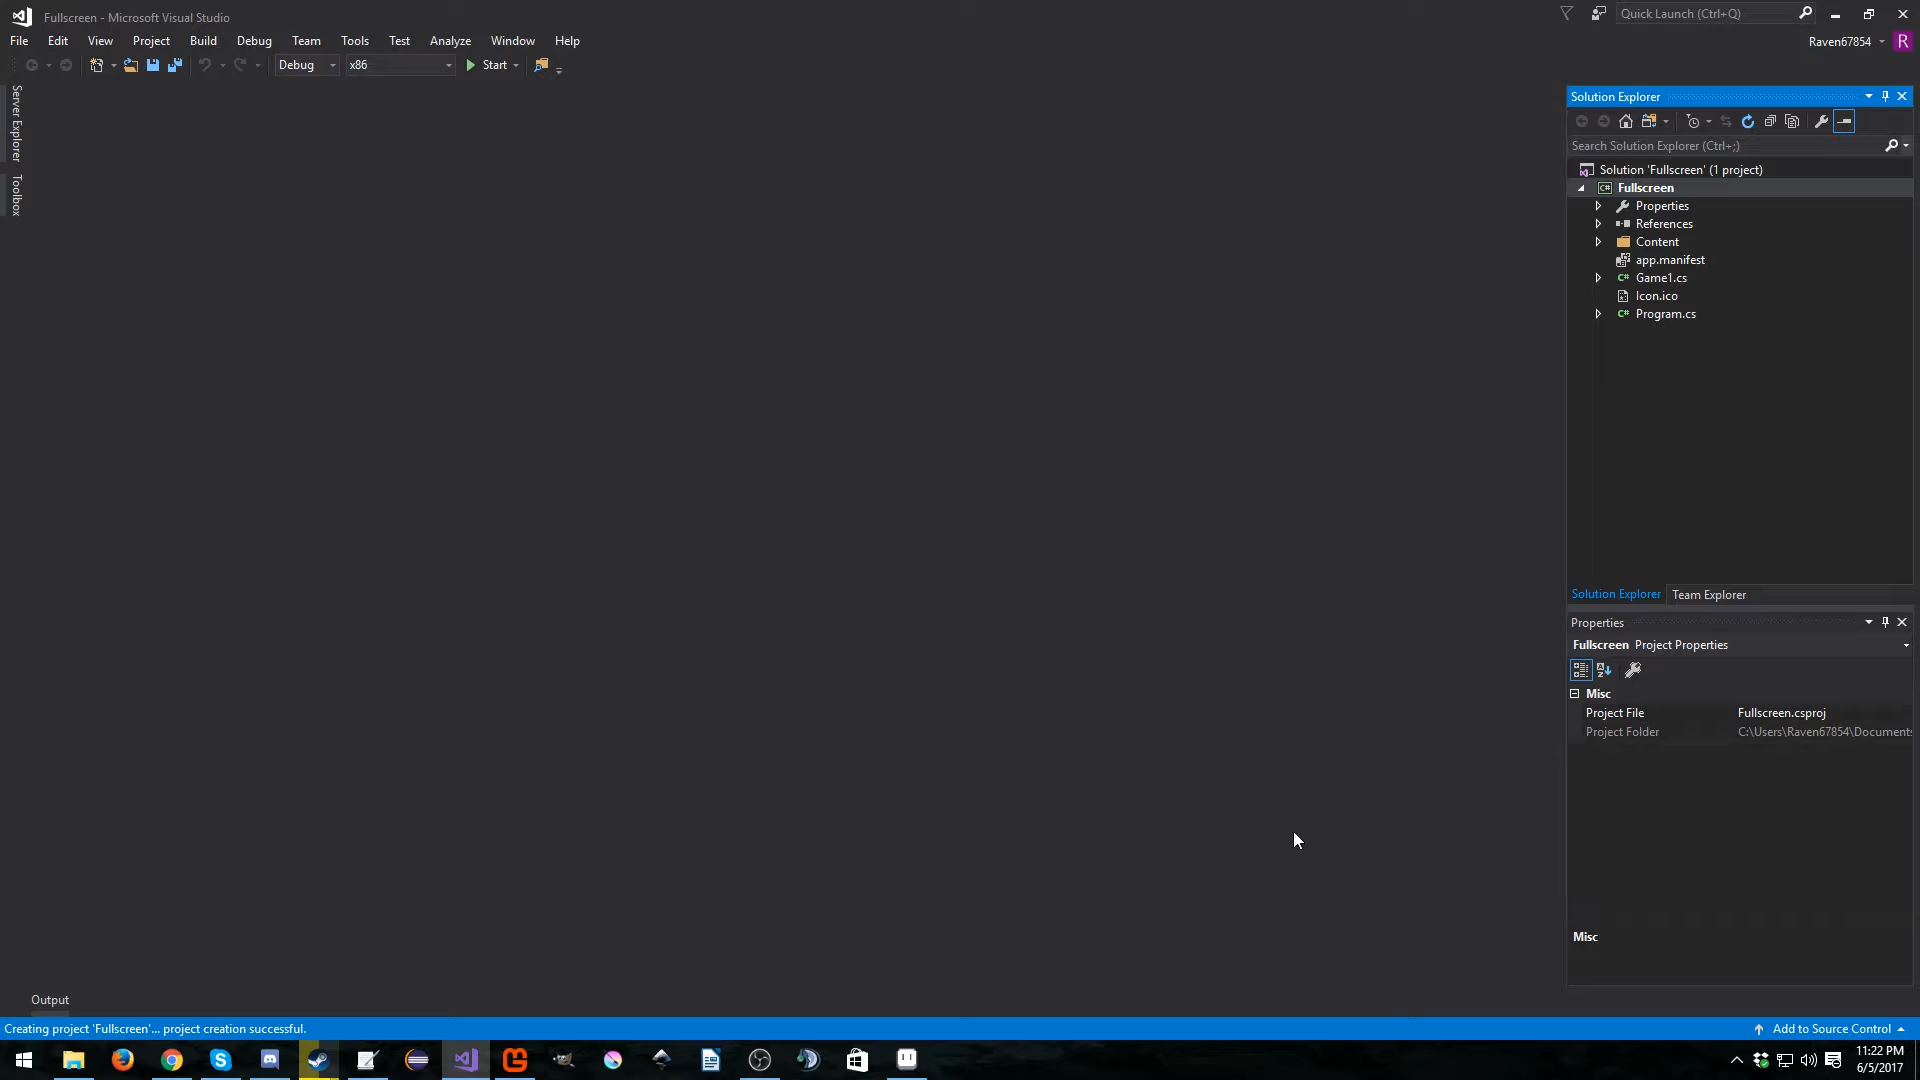 Fullscreen - Microsoft Visual Studio
Quick Launch (Ctrl+Q)
File Edit View Project Build Debug Team Tools Test Analyze Window Help
Raven67854 R
Debug x86 Start
Server Explorer
Toolbox
Solution Explorer
Search Solution Explorer (Ctrl+;)
Solution 'Fullscreen' (1 project)
C# Fullscreen
Properties
References
Content
app.manifest
C# Game1.cs
Icon.ico
C# Program.cs
Solution Explorer Team Explorer
Properties
Fullscreen Project Properties
Misc
Project File Fullscreen.csproj
Project Folder C:\Users\Raven67854\Documents
Misc
Output
Creating project 'Fullscreen'... project creation successful.
Add to Source Control
11:22 PM
6/5/2017